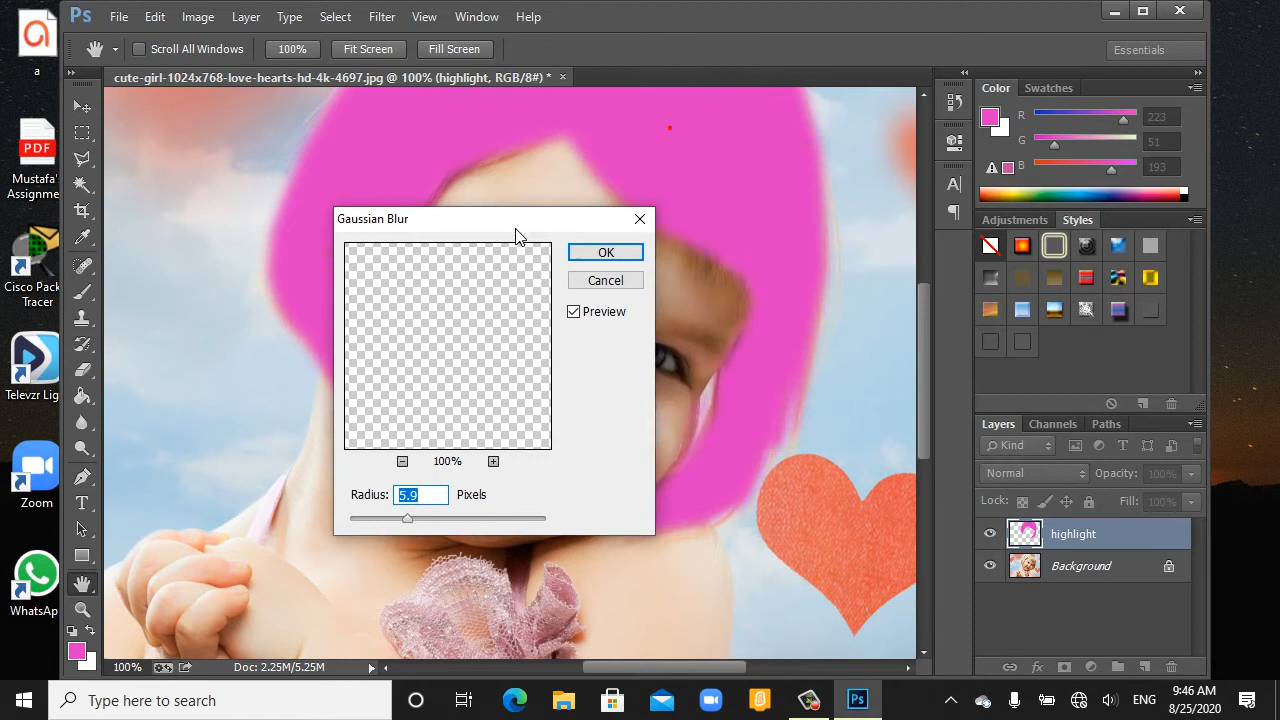 a
PDF
Mustafa'
Assignme
Cisco Pack
Tracer
Televzr Lig
Zoom
WhatsAp
Ps
File Edit Image Layer Type Select Filter View Window Help
Scroll All Windows 100% Fit Screen Fill Screen
Essentials
cute-girl-1024x768-love-hearts-hd-4k-4697.jpg @ 100% (highlight, RGB/8#) *
Gaussian Blur
OK
Cancel
Preview
100%
Radius: 5.9 Pixels
Color Swatches
R 223
G 51
B 193
Adjustments Styles
Layers Channels Paths
Kind
Normal Opacity: 100%
Lock: Fill: 100%
highlight
Background
fx
100% Doc: 2.25M/5.25M
Type here to search
Ps
ENG
9:46 AM
8/25/2020